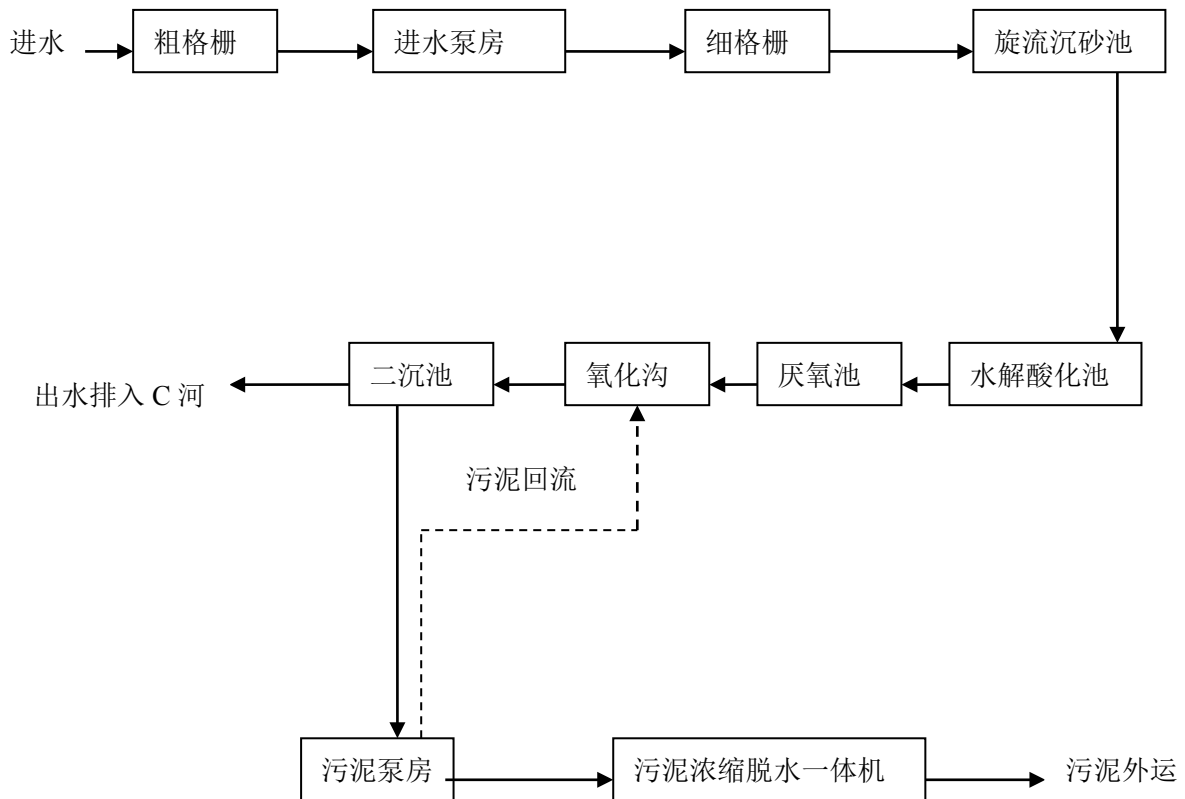 进水
粗格栅
进水泵房
细格栅
旋流沉砂池
二沉池
氧化沟
厌氧池
水解酸化池
出水排入 C 河
污泥回流
污泥泵房
污泥浓缩脱水一体机
污泥外运